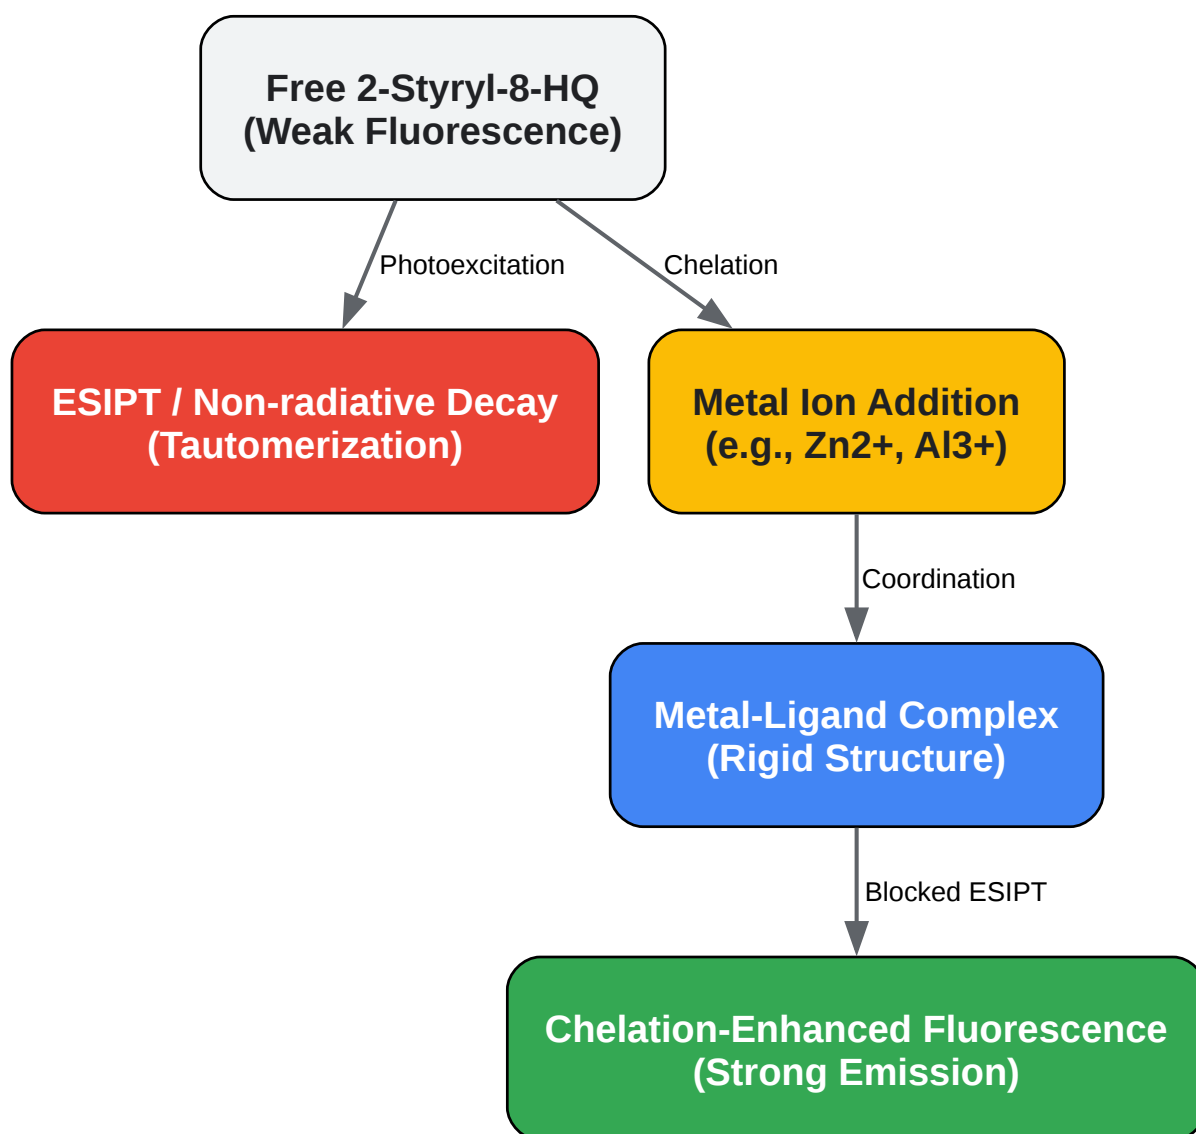 Free 2-Styryl-8-HQ
(Weak Fluorescence)
Photoexcitation
Chelation
ESIPT / Non-radiative Decay
(Tautomerization)
Metal Ion Addition
(e.g., Zn2+, Al3+)
Coordination
Metal-Ligand Complex
(Rigid Structure)
Blocked ESIPT
Chelation-Enhanced Fluorescence
(Strong Emission)